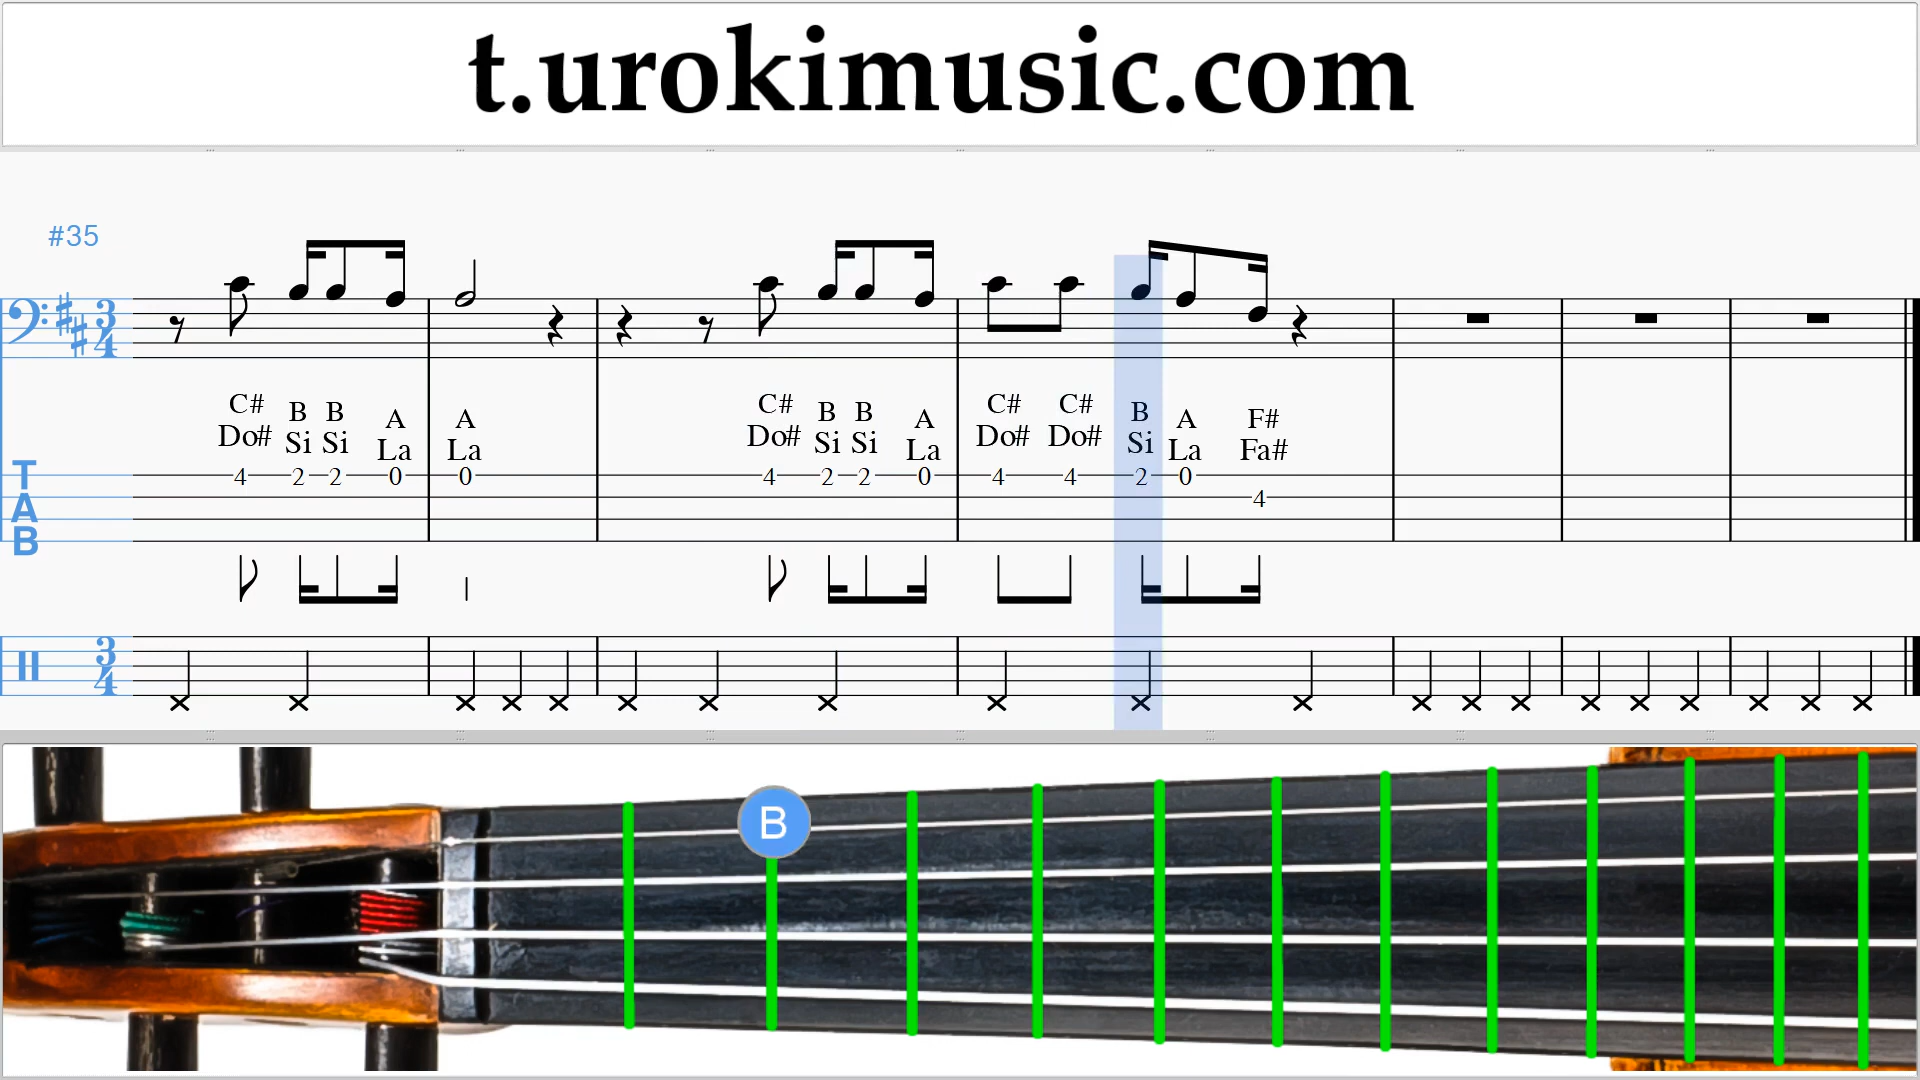 t.urokimusic.com
#35
3 4
C# B B A A C# B B A C# C# B A F#
Do# Si Si La La Do# Si Si La Do# Do# Si La Fa#
T 4 2 2 0 0 4 2 2 0 4 4 2 0
A 4
B
3 4
B